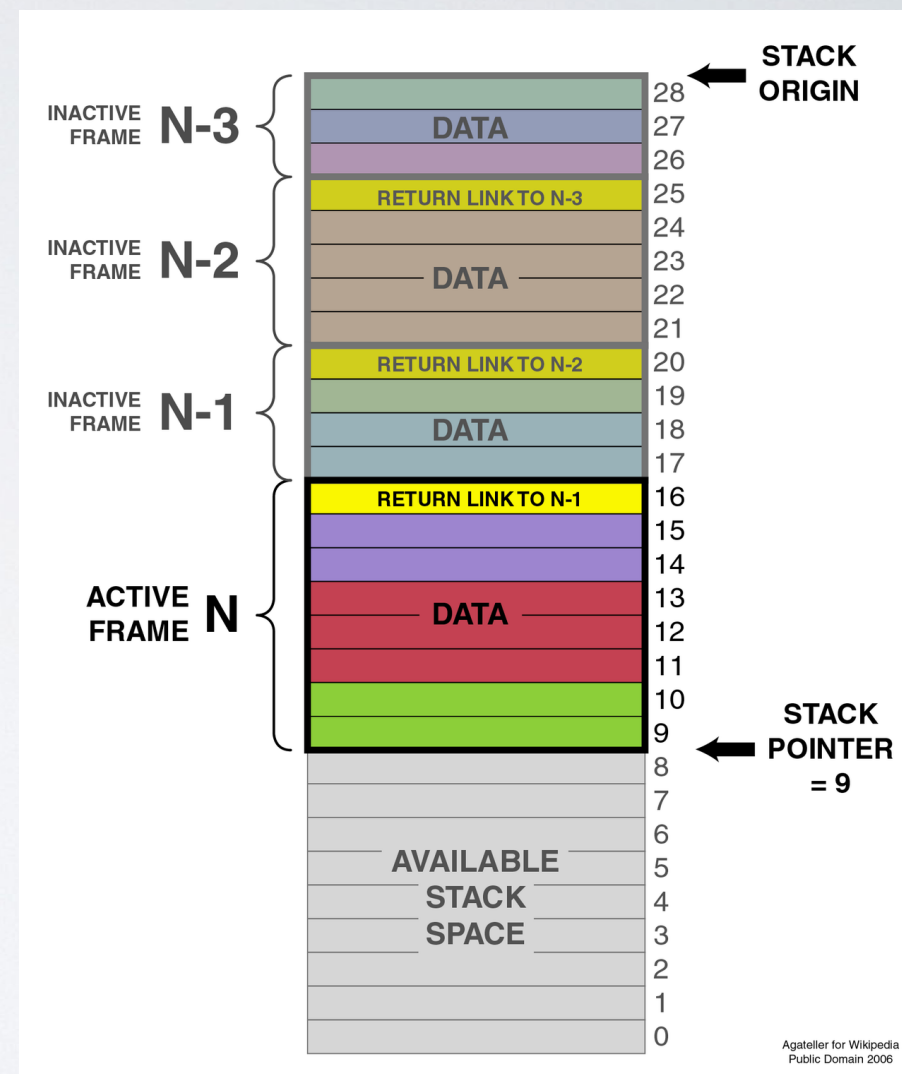 STACK
ORIGIN
INACTIVE
FRAME N-3
28
DATA 27
26
RETURN LINK TO N-3 25
24
INACTIVE
FRAME N-2
23
DATA
22
21
RETURN LINK TO N-2 20
19
INACTIVE
FRAME N-1
DATA 18
17
RETURN LINK TO N-1 16
15
14
ACTIVE
FRAME N
13
DATA
12
11
10
9
STACK
POINTER
= 9
8
7
6
AVAILABLE
5
STACK
4
SPACE
3
2
1
0
Agateller for Wikipedia
Public Domain 2006